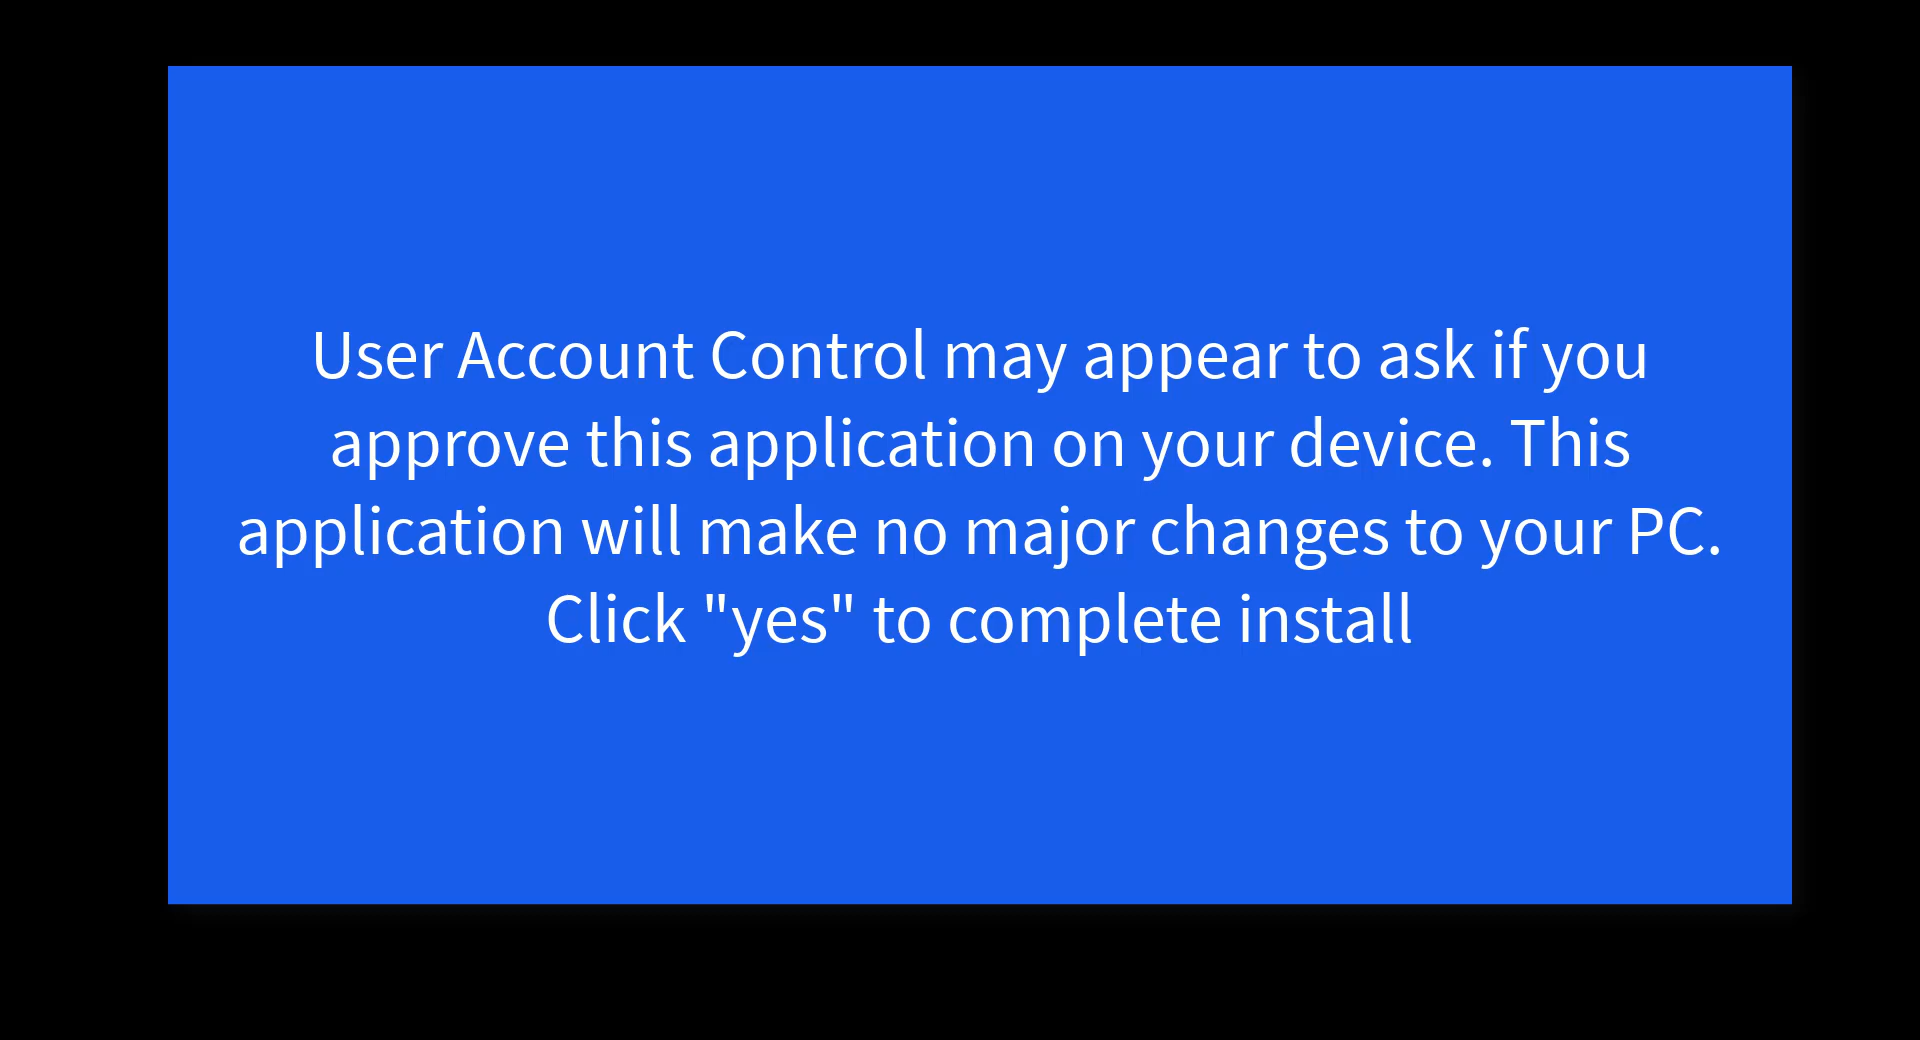 User Account Control may appear to ask if you
approve this application on your device. This
application will make no major changes to your PC.
Click "yes" to complete install